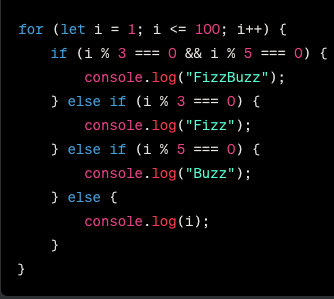 for (let i = 1; i <= 100; i++) {
    if (i % 3 === 0 && i % 5 === 0) {
        console.log("FizzBuzz");
    } else if (i % 3 === 0) {
        console.log("Fizz");
    } else if (i % 5 === 0) {
        console.log("Buzz");
    } else {
        console.log(i);
    }
}